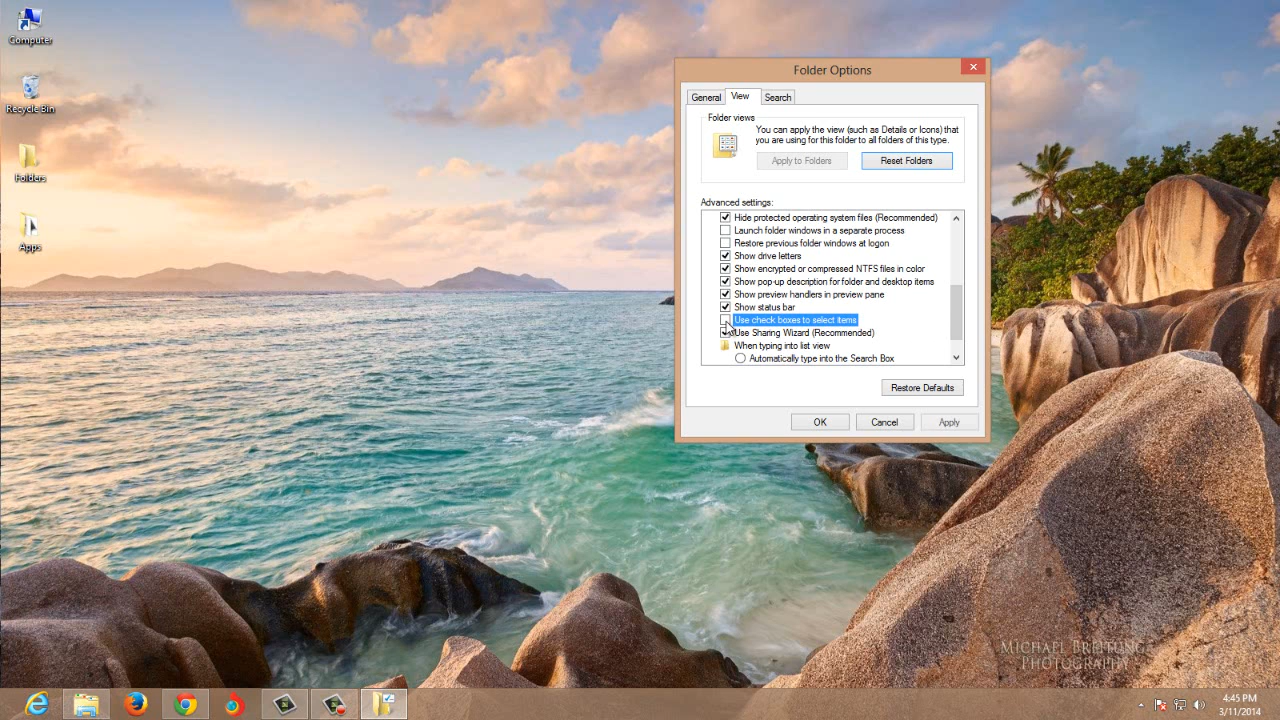 Computer
Recycle Bin
Folders
Apps
Folder Options
General
View
Search
Folder views
You can apply the view (such as Details or Icons) that
you are using for this folder to all folders of this type.
Apply to Folders
Reset Folders
Advanced settings:
Hide protected operating system files (Recommended)
Launch folder windows in a separate process
Restore previous folder windows at logon
Show drive letters
Show encrypted or compressed NTFS files in color
Show pop-up description for folder and desktop items
Show preview handlers in preview pane
Show status bar
Use check boxes to select items
Use Sharing Wizard (Recommended)
When typing into list view
Automatically type into the Search Box
Restore Defaults
OK
Cancel
Apply
Michael Breitung
Photography
4:45 PM
3/11/2014